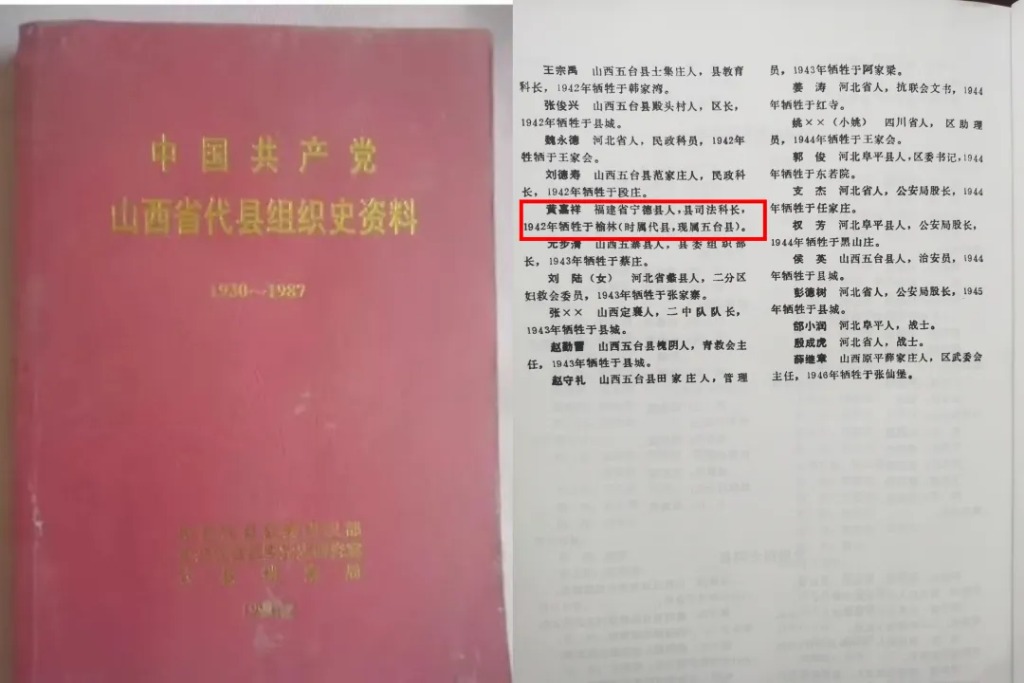 中国共产党
山西省代县组织史资料
1930～1987
王宗禹 山西五台县士集庄人，县教育
科长，1942年牺牲于韩家湾。
张俊兴 山西五台县殿头村人，区长，
1942年牺牲于县城。
魏永德 河北省人，民政科员，1942年
牲牺于王家会。
刘德寿 山西五台县范家庄人，民政科
长，1942年牺牲于段庄。
黄嘉祥 福建省宁德县人，县司法科长，
1942年牺牲于榆林（时属代县，现属五台县）。
亢步清 山西五寨县人，县委组织部
长，1943年牺牲于蔡庄。
刘陆（女） 河北省蠡县人，二分区
妇救会委员，1943年牺牲于张家寨。
张×× 山西定襄人，二中队队长，
1943年牺牲于县城。
赵勤雷 山西五台县槐阴人，青救会主
任，1943年牺牲于县城。
赵守礼 山西五台县田家庄人，管理
员，1943年牺牲于阿家梁。
姜涛 河北省人，抗联会文书，1944
年牺牲于红寺。
姚××（小姚） 四川省人，区助理
员，1944年牺牲于王家会。
郭俊 河北阜平县人，区委书记，1944
年牺牲于东若院。
支杰 河北省人，公安局股长，1944
年牺牲于任家庄。
权芳 河北阜平县人，公安局股长，
1944年牺牲于黑山庄。
侯英 山西五台县人，治安员，1944
年牺牲于县城。
彭德树 河北省人，公安局股长，1945
年牺牲于县城。
郜小润 河北阜平人，战士。
殷成虎 河北省人，战士。
薛继章 山西原平薛家庄人，区武委会
主任，1946年牺牲于张仙堡。